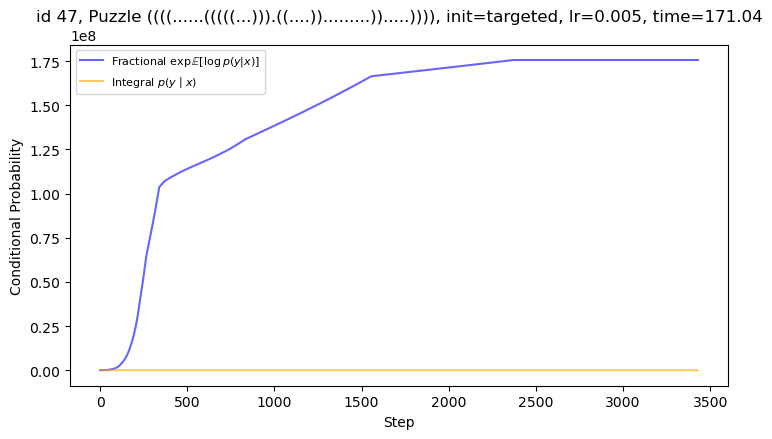 id 47, Puzzle ((((......(((((...))).((....)).........)).....)))), init=targeted, lr=0.005, time=171.04
1e8
Fractional exp𝔼[log p(y|x)]
Integral p(y | x)
1.75
1.50
1.25
1.00
0.75
0.50
0.25
0.00
Conditional Probability
0 500 1000 1500 2000 2500 3000 3500
Step